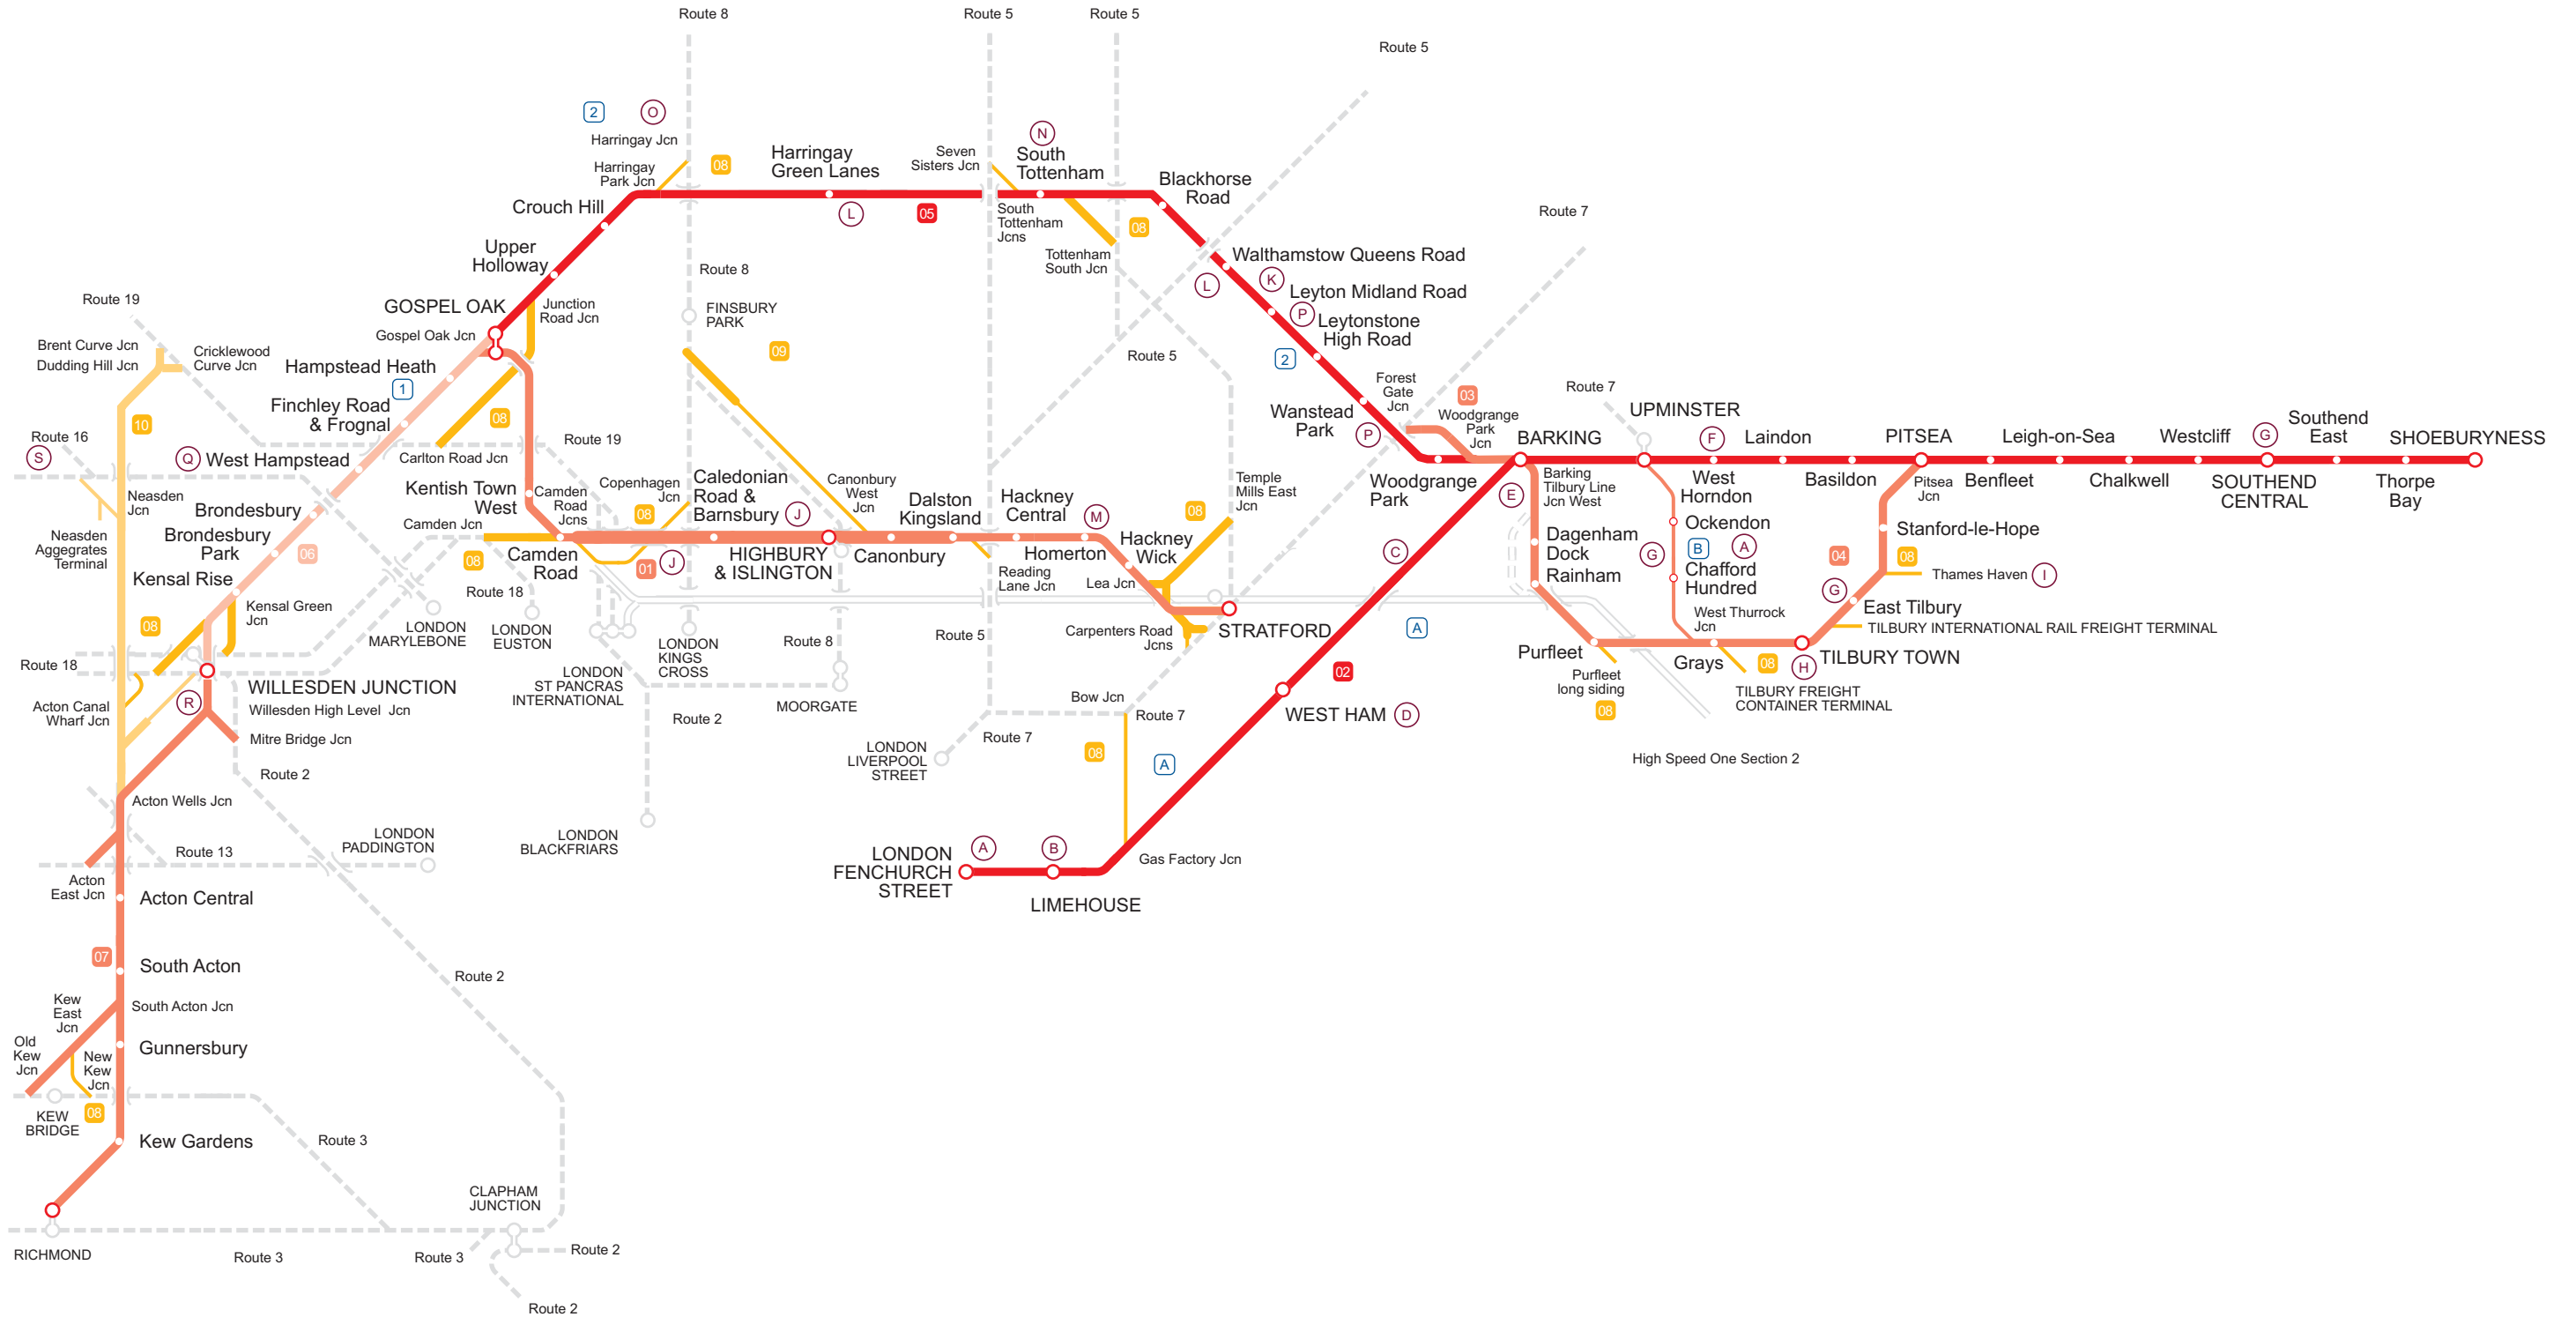 Route 8
Route 5
Route 5
Route 5
2
O
Harringay Jcn
Harringay
Park Jcn
08
Harringay
Green Lanes
L
05
Seven
Sisters Jcn
N
South
Tottenham
South
Tottenham
Jcns
Tottenham
South Jcn
08
Blackhorse
Road
Route 7
Crouch Hill
Upper
Holloway
Walthamstow Queens Road
L
K
Leyton Midland Road
P
Leytonstone
High Road
2
Route 8
FINSBURY
PARK
09
Route 5
Route 19
GOSPEL OAK
Gospel Oak Jcn
Junction
Road Jcn
Brent Curve Jcn
Dudding Hill Jcn
Cricklewood
Curve Jcn
Hampstead Heath
1
Finchley Road
& Frognal
08
10
Route 16
S
Q
West Hampstead
Carlton Road Jcn
Route 19
Forest
Gate
Jcn
03
Woodgrange
Park
Jcn
Wanstead
Park
P
Route 7
UPMINSTER
BARKING
F
Laindon
PITSEA
Leigh-on-Sea
Westcliff
G
Southend
East
SHOEBURYNESS
Woodgrange
Park
E
Barking
Tilbury Line
Jcn West
West
Horndon
Basildon
Pitsea
Jcn
Benfleet
Chalkwell
SOUTHEND
CENTRAL
Thorpe
Bay
Neasden
Jcn
Neasden
Aggegrates
Terminal
Brondesbury
Brondesbury
Park
06
Kensal Rise
Kentish Town
West
Camden Jcn
Camden
Road
Jcns
Copenhagen
Jcn
08
Caledonian
Road &
Barnsbury
J
Canonbury
West
Jcn
Dalston
Kingsland
Hackney
Central
M
Temple
Mills East
Jcn
08
Hackney
Wick
08
Camden
Road
01
J
HIGHBURY
& ISLINGTON
Canonbury
Homerton
Reading
Lane Jcn
Lea Jcn
C
Dagenham
Dock
Rainham
G
Ockendon
B
A
Chafford
Hundred
04
Stanford-le-Hope
08
Thames Haven
I
G
East Tilbury
TILBURY INTERNATIONAL RAIL FREIGHT TERMINAL
West Thurrock
Jcn
Kensal Green
Jcn
08
Route 18
LONDON
MARYLEBONE
Route 18
LONDON
EUSTON
LONDON
ST PANCRAS
INTERNATIONAL
LONDON
KINGS
CROSS
Route 8
Route 5
Carpenters Road
Jcns
STRATFORD
A
Purfleet
Purfleet
long siding
08
Grays
08
H
TILBURY TOWN
TILBURY FREIGHT
CONTAINER TERMINAL
WILLESDEN JUNCTION
R
Willesden High Level Jcn
Acton Canal
Wharf Jcn
Mitre Bridge Jcn
Route 2
MOORGATE
Route 2
02
Bow Jcn
Route 7
WEST HAM
D
Route 7
LONDON
LIVERPOOL
STREET
08
A
High Speed One Section 2
Acton Wells Jcn
Route 13
LONDON
PADDINGTON
LONDON
BLACKFRIARS
LONDON
FENCHURCH
STREET
A
B
Gas Factory Jcn
LIMEHOUSE
Acton
East Jcn
Acton Central
07
South Acton
Route 2
Kew
East
Jcn
South Acton Jcn
Old
Kew
Jcn
New
Kew
Jcn
Gunnersbury
KEW
BRIDGE
08
Kew Gardens
Route 3
CLAPHAM
JUNCTION
RICHMOND
Route 3
Route 3
Route 2
Route 2